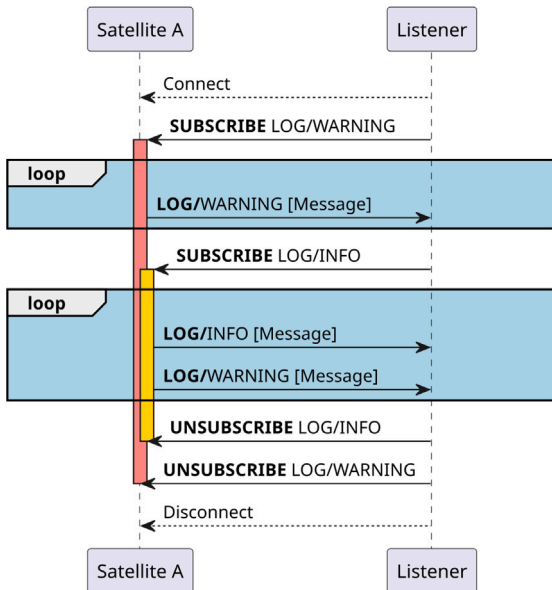 Satellite A Listener
Connect
SUBSCRIBE LOG/WARNING
loop
LOG/WARNING [Message]
SUBSCRIBE LOG/INFO
loop
LOG/INFO [Message]
LOG/WARNING [Message]
UNSUBSCRIBE LOG/INFO
UNSUBSCRIBE LOG/WARNING
Disconnect
Satellite A Listener